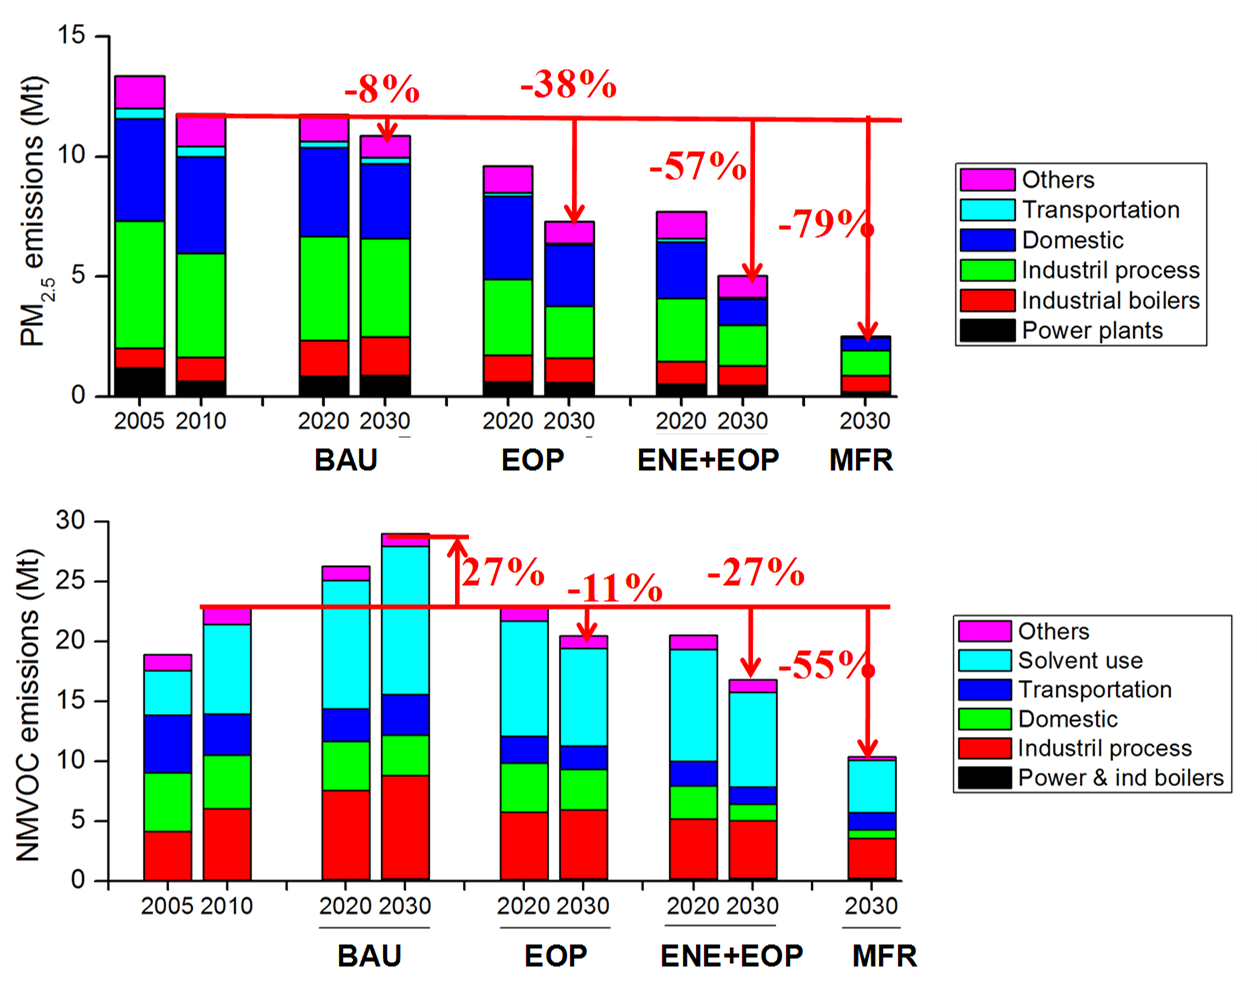 15
10
5
0
PM2.5 emissions (Mt)
-8%
-38%
-57%
-79%
Others
Transportation
Domestic
Industril process
Industrial boilers
Power plants
2005 2010 2020 2030 2020 2030 2020 2030 2030
BAU EOP ENE+EOP MFR
30
25
20
15
10
5
0
NMVOC emissions (Mt)
27%
-11%
-27%
-55%
Others
Solvent use
Transportation
Domestic
Industril process
Power & ind boilers
2005 2010 2020 2030 2020 2030 2020 2030 2030
BAU EOP ENE+EOP MFR